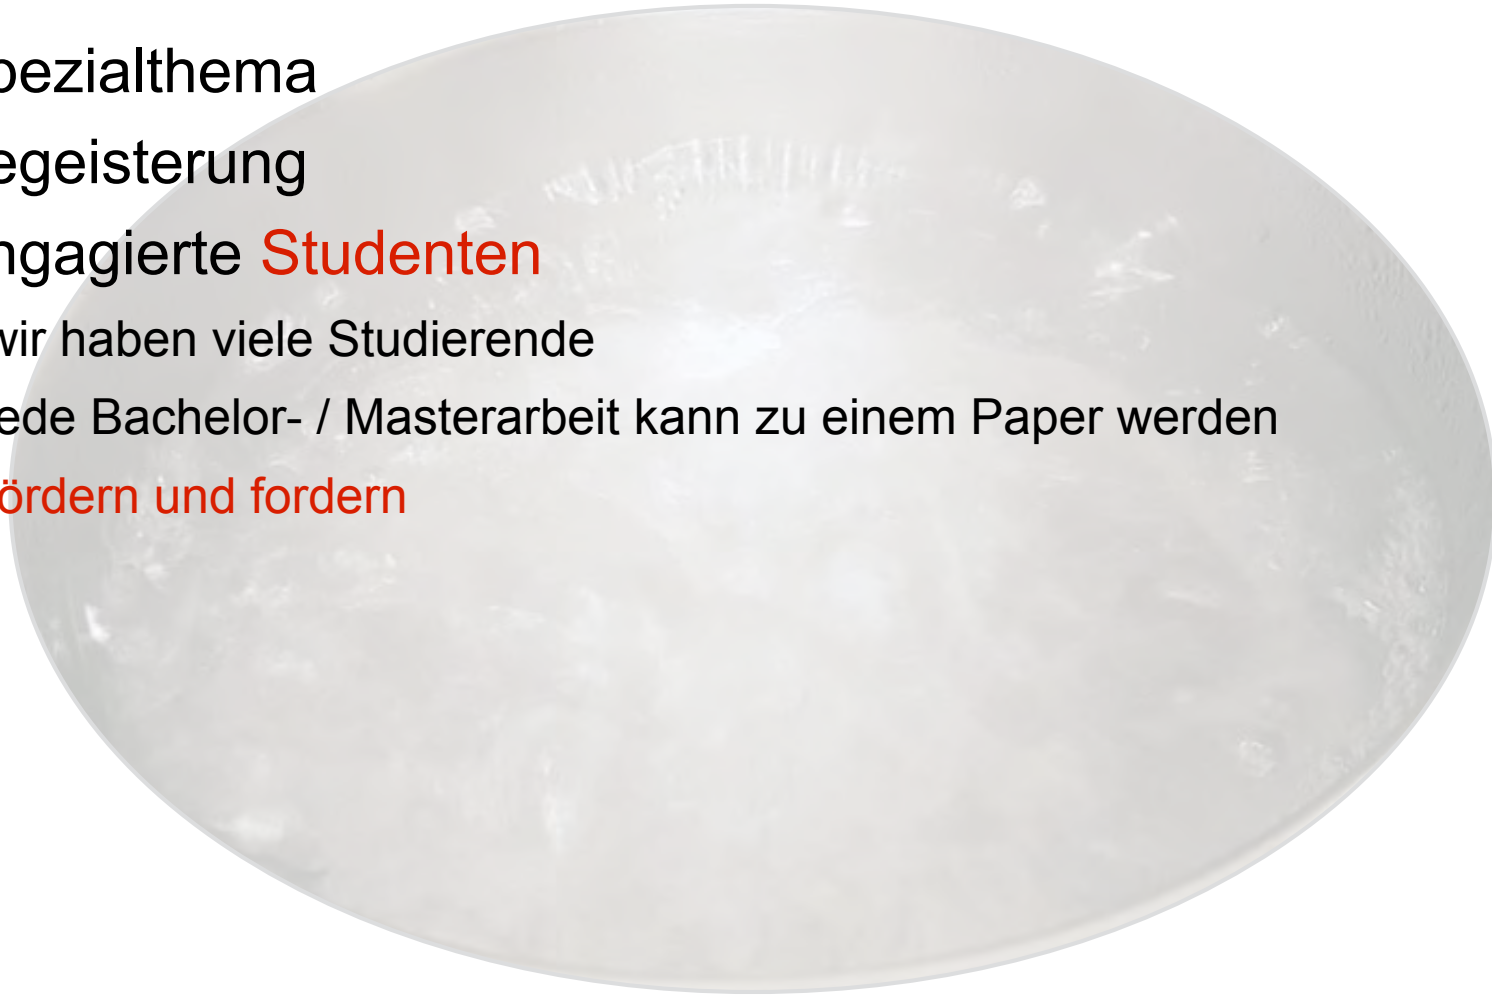 pezialthema
egeisterung
ngagierte Studenten
wir haben viele Studierende
ede Bachelor- / Masterarbeit kann zu einem Paper werden
ördern und fordern